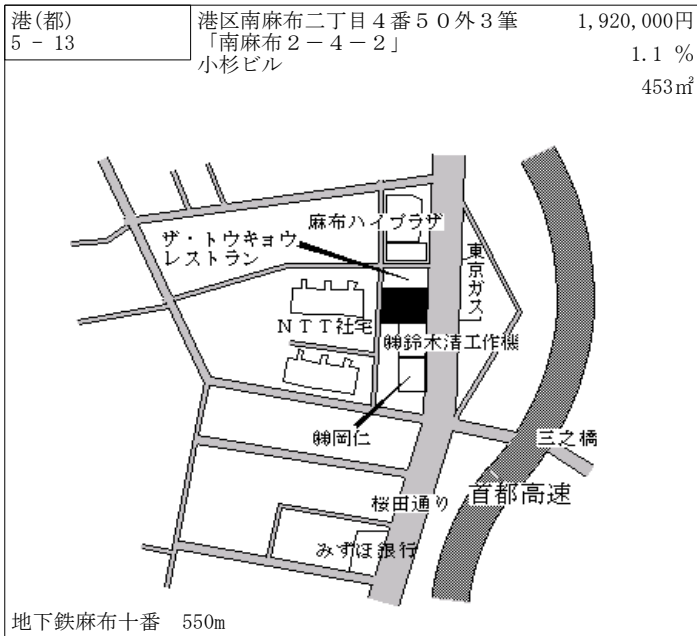 港(都)
5 - 13
港区南麻布二丁目4番50外3筆
「南麻布2-4-2」
小杉ビル
1,920,000円
1.1 %
453㎡
麻布ハイプラザ
ザ・トウキョウ
レストラン
東京ガス
NTT社宅
㈱鈴木清工作機
㈱岡仁
三之橋
首都高速
桜田通り
みずほ銀行
地下鉄麻布十番 550m